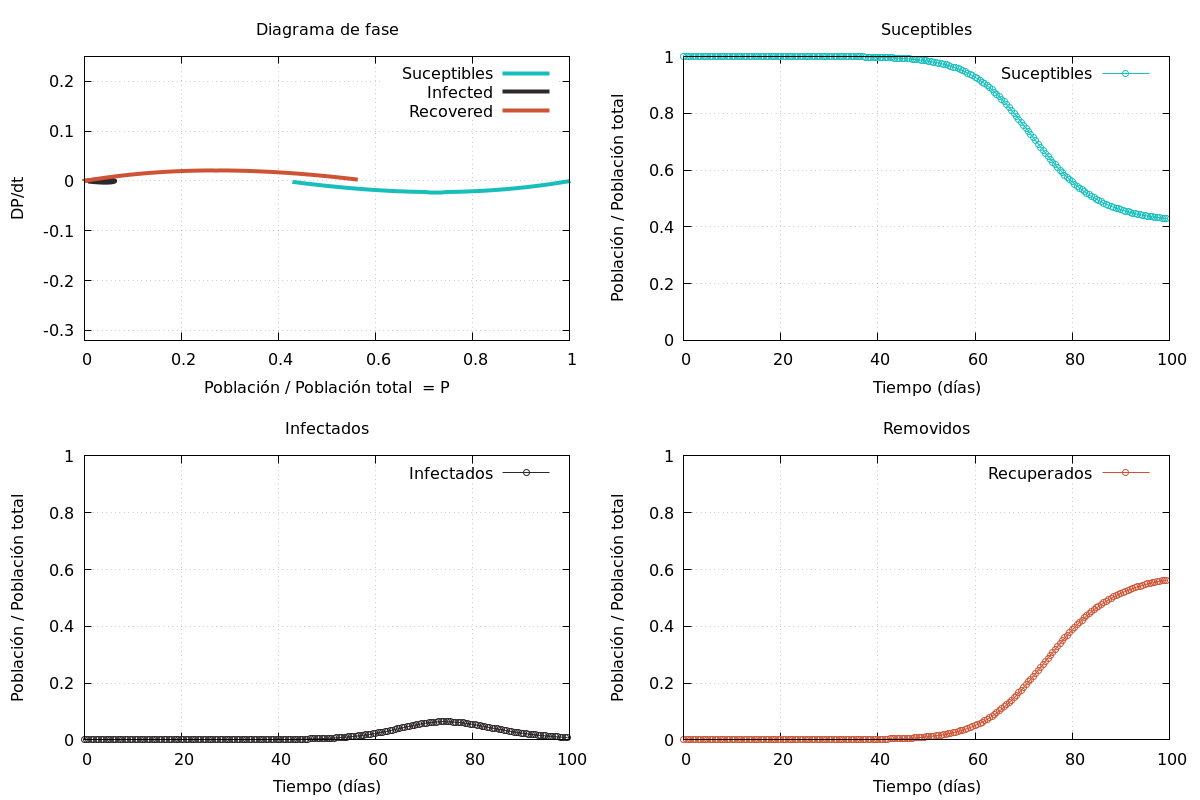 Diagrama de fase
Suceptibles
Infected
Recovered
0.2
0.1
0
-0.1
-0.2
-0.3
0 0.2 0.4 0.6 0.8 1
DP/dt
Población / Población total = P
Suceptibles
Suceptibles
1
0.8
0.6
0.4
0.2
0
0 20 40 60 80 100
Población / Población total
Tiempo (días)
Infectados
Infectados
1
0.8
0.6
0.4
0.2
0
0 20 40 60 80 100
Población / Población total
Tiempo (días)
Removidos
Recuperados
1
0.8
0.6
0.4
0.2
0
0 20 40 60 80 100
Población / Población total
Tiempo (días)